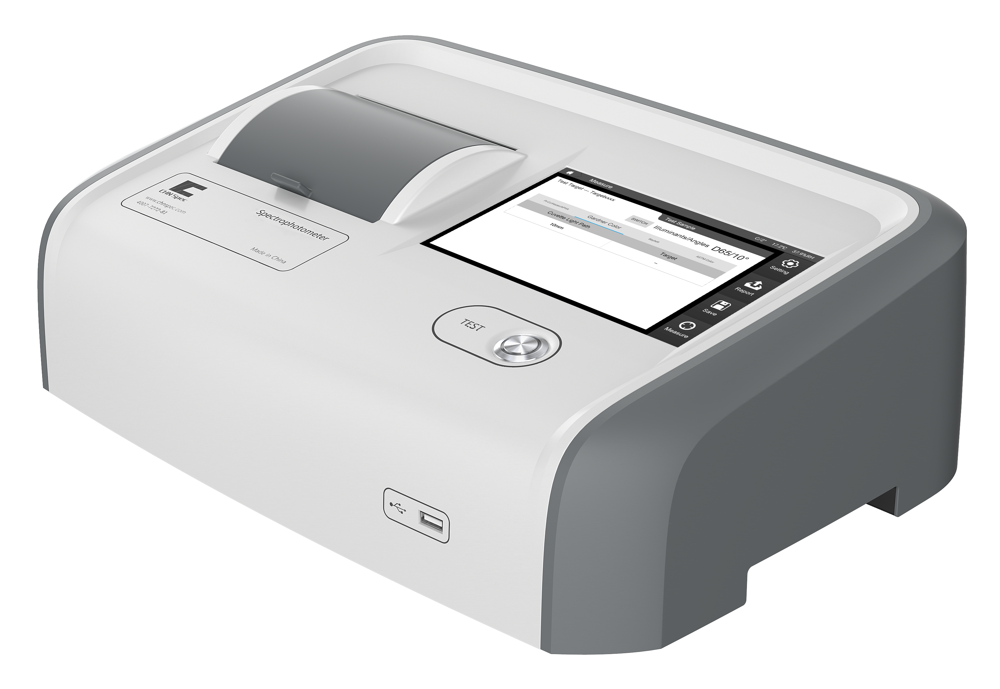 CHN Spec
www.chnspec.com
4007-7272-81
Spectrophotometer
Made in China
Measure
C/2° 17.2°C 37.9%RH
Test Target --- Targetxxxx
Test Sample
SWITCH
Illuminants/Angles D65/10°
Pt-Co/Hazen/APHA
Gardner Color
Saybolt
ASTM Color
Cuvette Light Path
Target
10mm
--
Setting
Report
Save
Measure
TEST